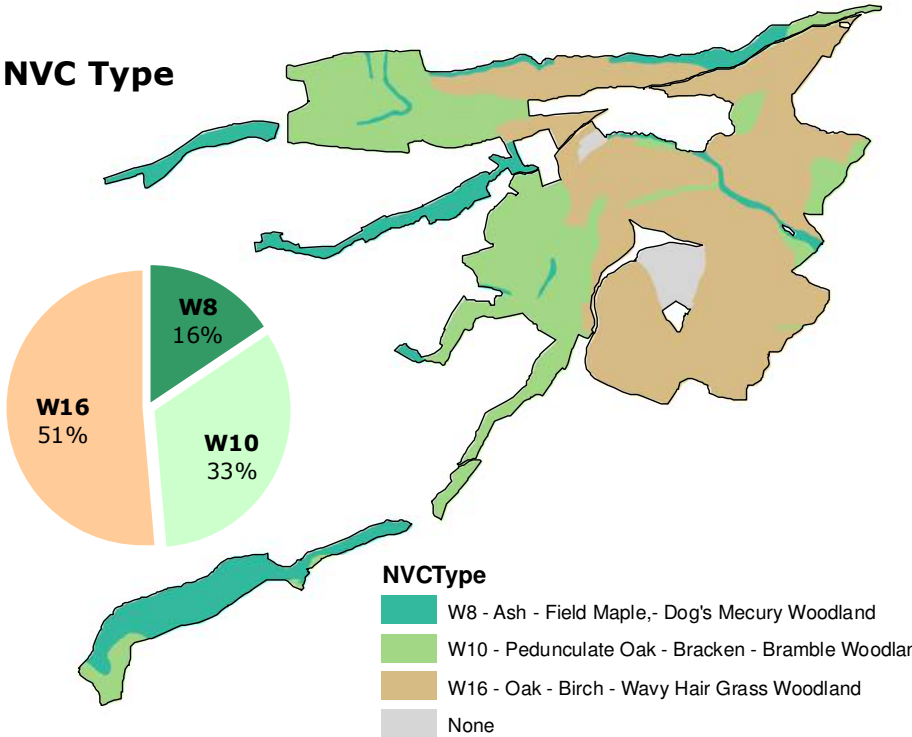 NVC Type
W8
16%
W16
51%
W10
33%
NVCType
W8 - Ash - Field Maple,- Dog's Mecury Woodland
W10 - Pedunculate Oak - Bracken - Bramble Woodlan
W16 - Oak - Birch - Wavy Hair Grass Woodland
None